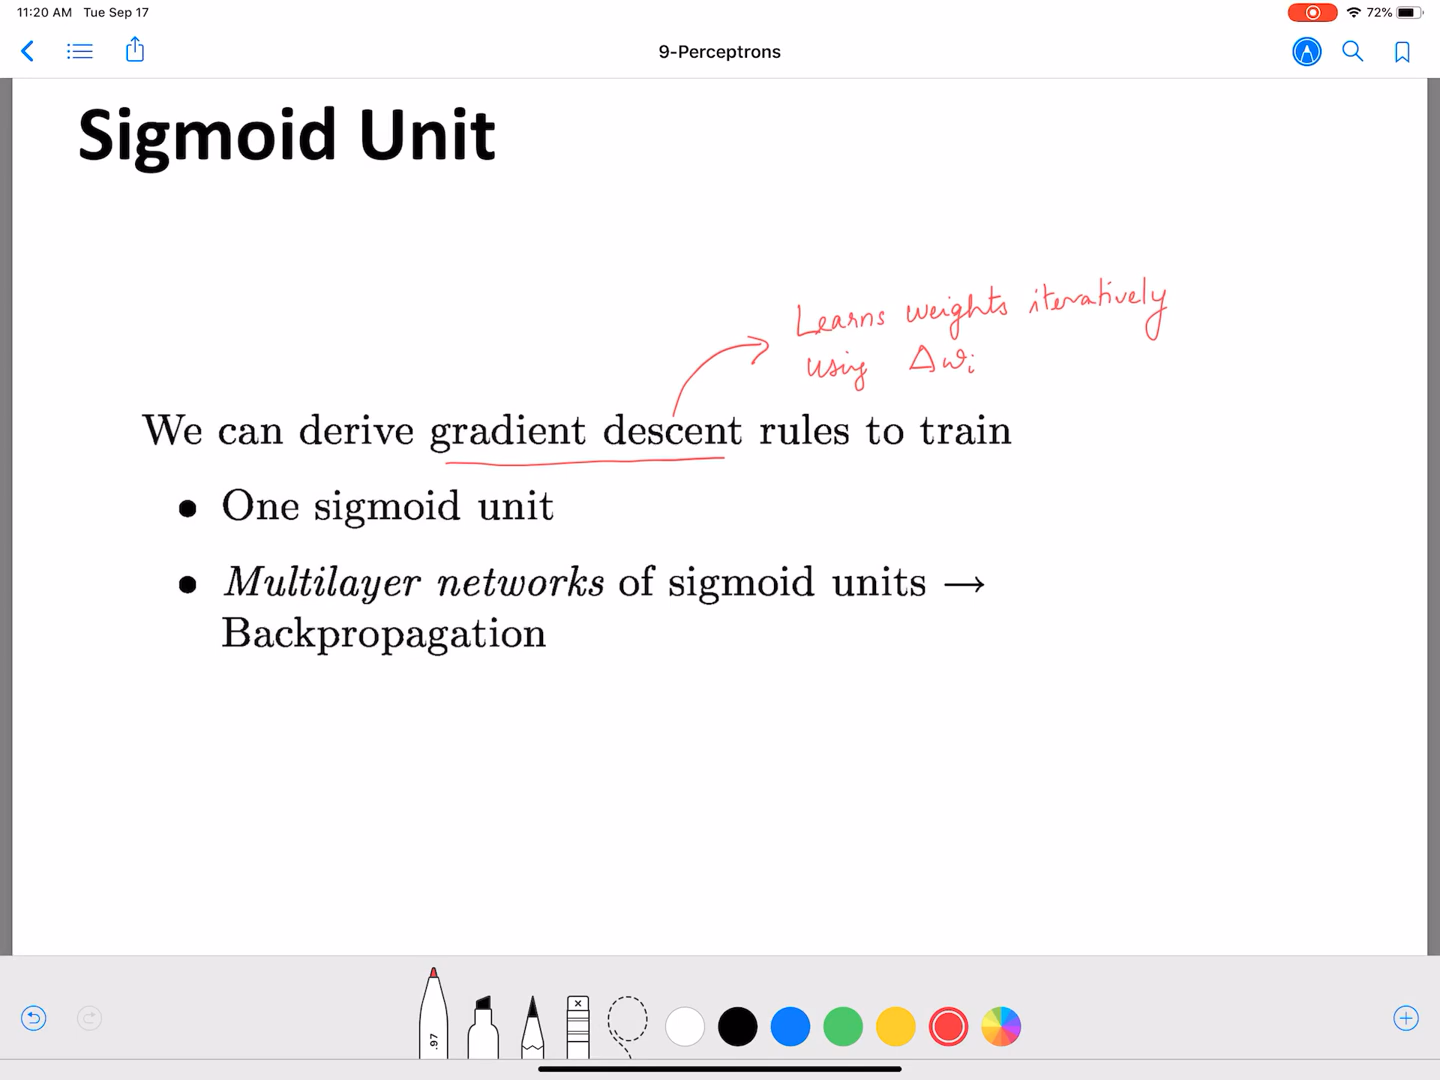 11:20 AM Tue Sep 17
72%
9-Perceptrons
Sigmoid Unit
Learns weights iteratively
using Δwᵢ
We can derive gradient descent rules to train
• One sigmoid unit
• Multilayer networks of sigmoid units →
Backpropagation
.97